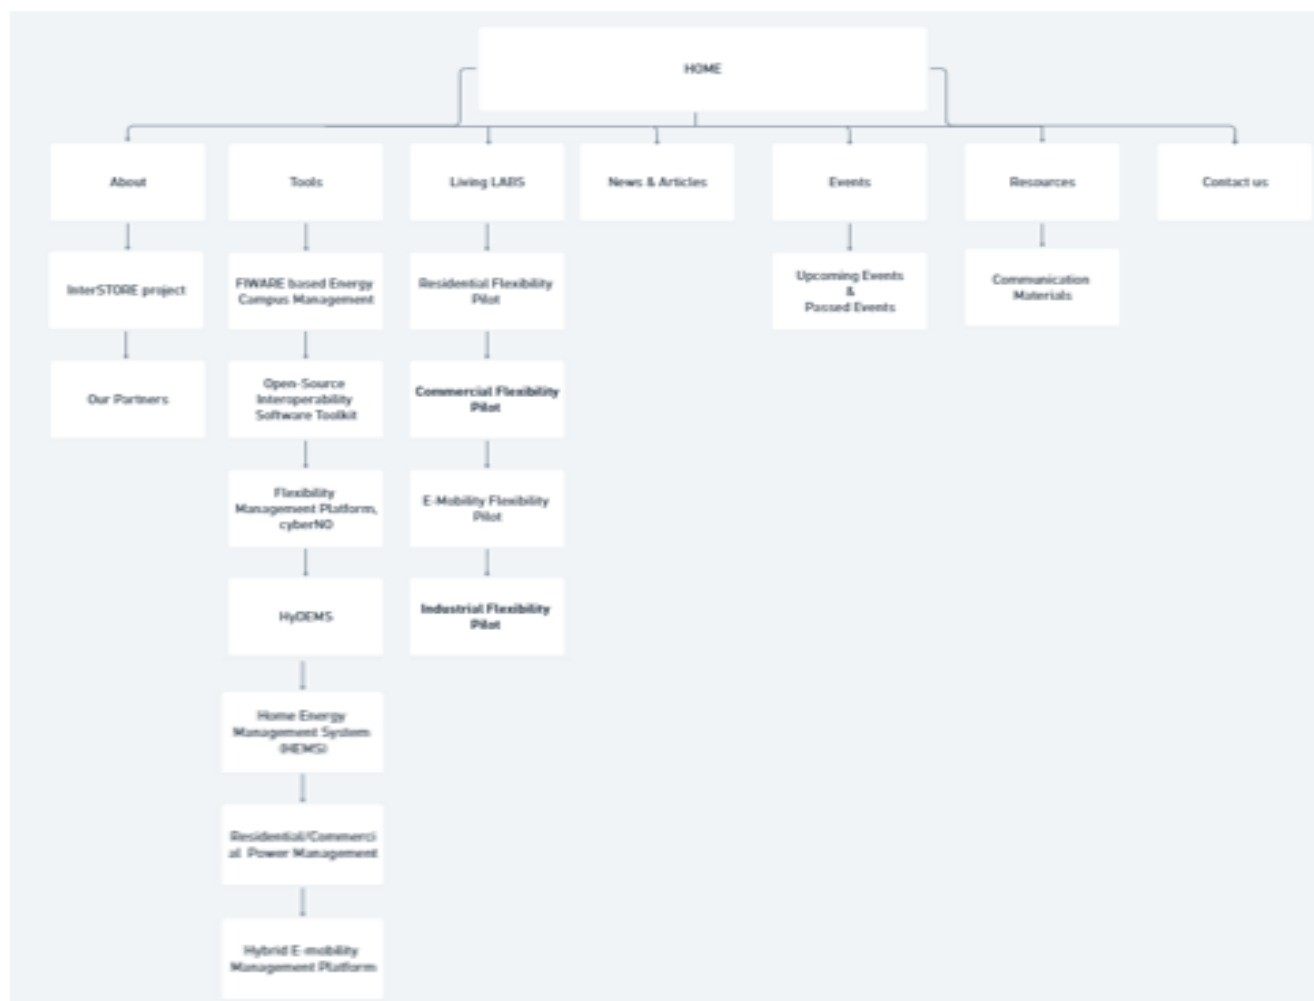 HOME
About
Tools
Living LABS
News & Articles
Events
Resources
Contact us
InterSTORE project
Our Partners
FIWARE based Energy
Campus Management
Open-Source
Interoperability
Software Toolkit
Flexibility
Management Platform,
cyberNO
HyDEMS
Home Energy
Management System
(HEMS)
Residential/Commerci
al Power Management
Hybrid E-mobility
Management Platform
Residential Flexibility
Pilot
Commercial Flexibility
Pilot
E-Mobility Flexibility
Pilot
Industrial Flexibility
Pilot
Upcoming Events
&
Passed Events
Communication
Materials